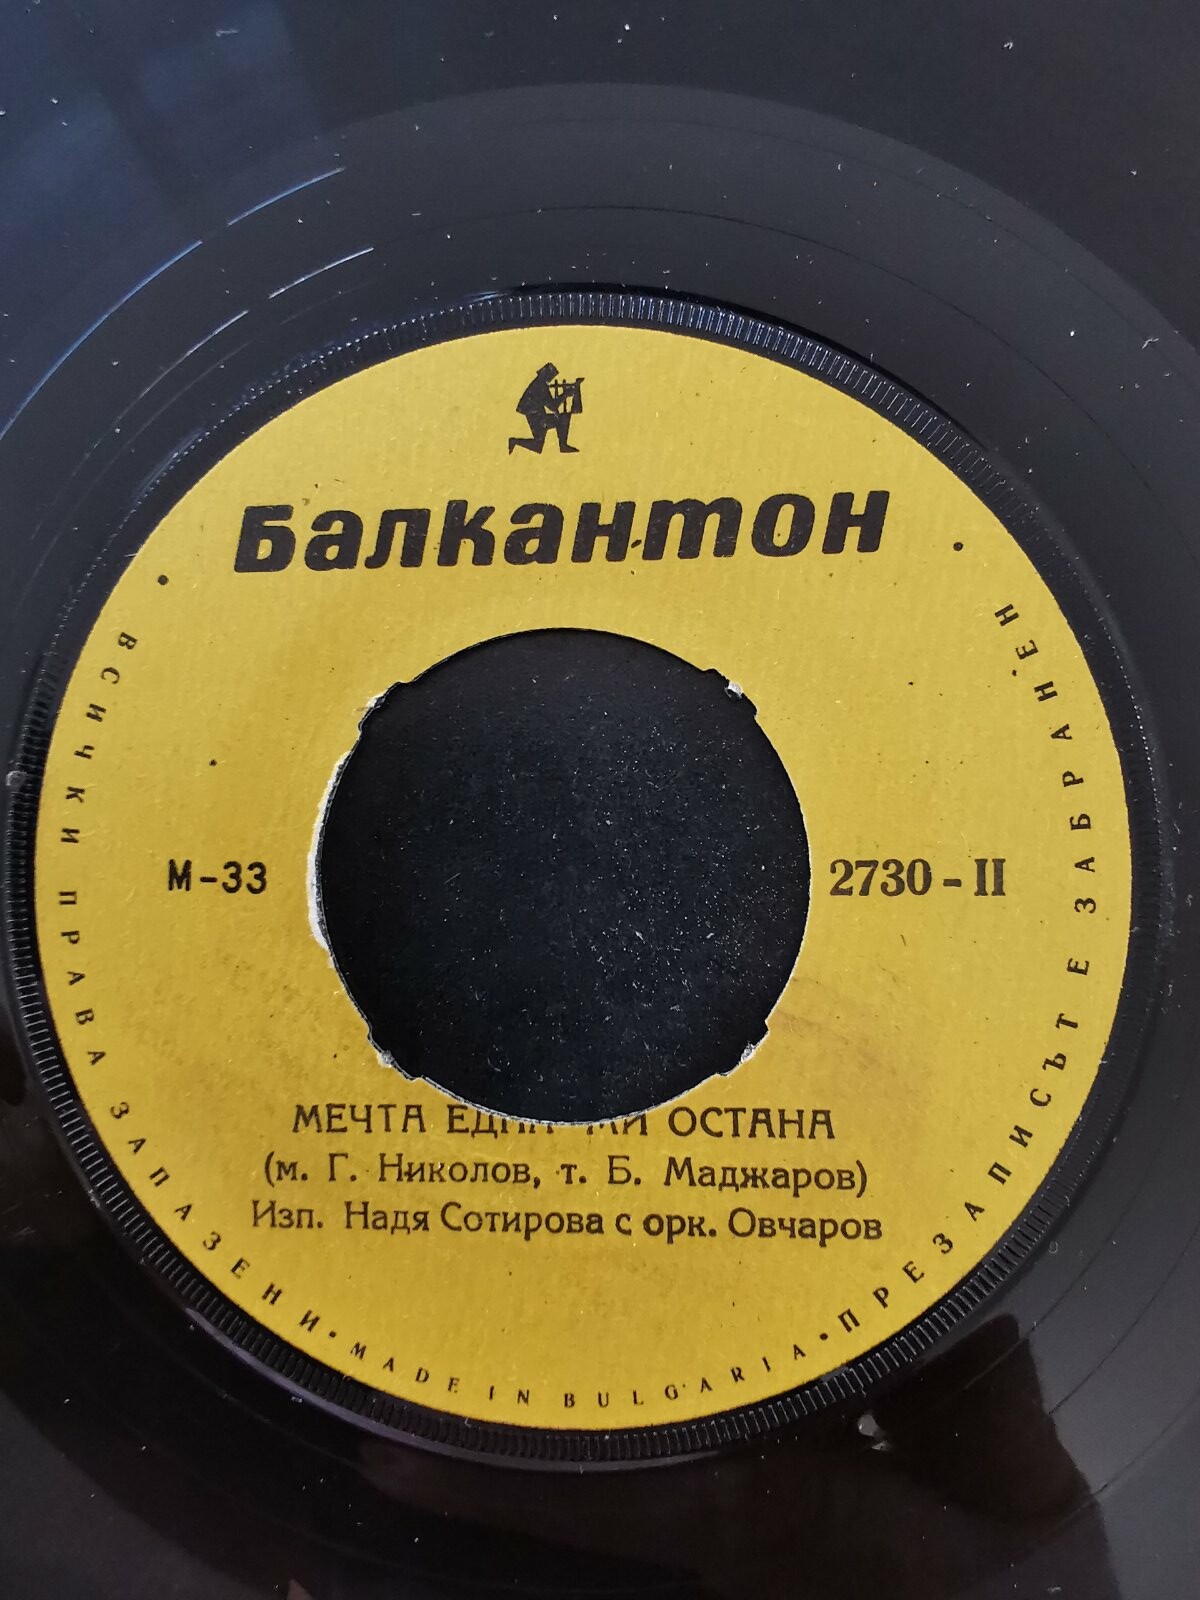 Балкантон
М-33
2730 - II
МЕЧТА ОСТАНА
(м. Г. Николов, т. Б. Маджаров)
Изп. Надя Сотирова с орк. Овчаров
ВСИЧКИ ПРАВА ЗАПАЗЕНИ • MADE IN BULGARIA • ПРЕЗАПИСЪТ Е ЗАБРАНЕН